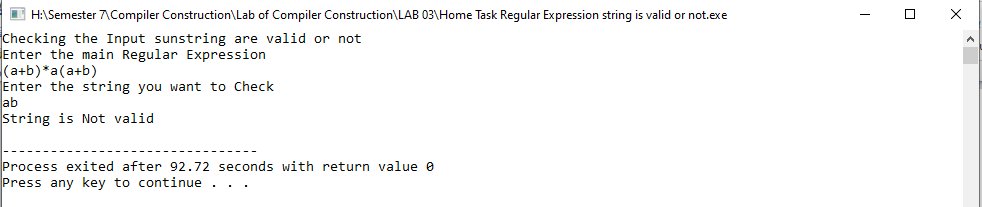 H:\Semester 7\Compiler Construction\Lab of Compiler Construction\LAB 03\Home Task Regular Expression string is valid or not.exe
Checking the Input sunstring are valid or not
Enter the main Regular Expression
(a+b)*a(a+b)
Enter the string you want to Check
ab
String is Not valid
--------------------------------
Process exited after 92.72 seconds with return value 0
Press any key to continue . . .